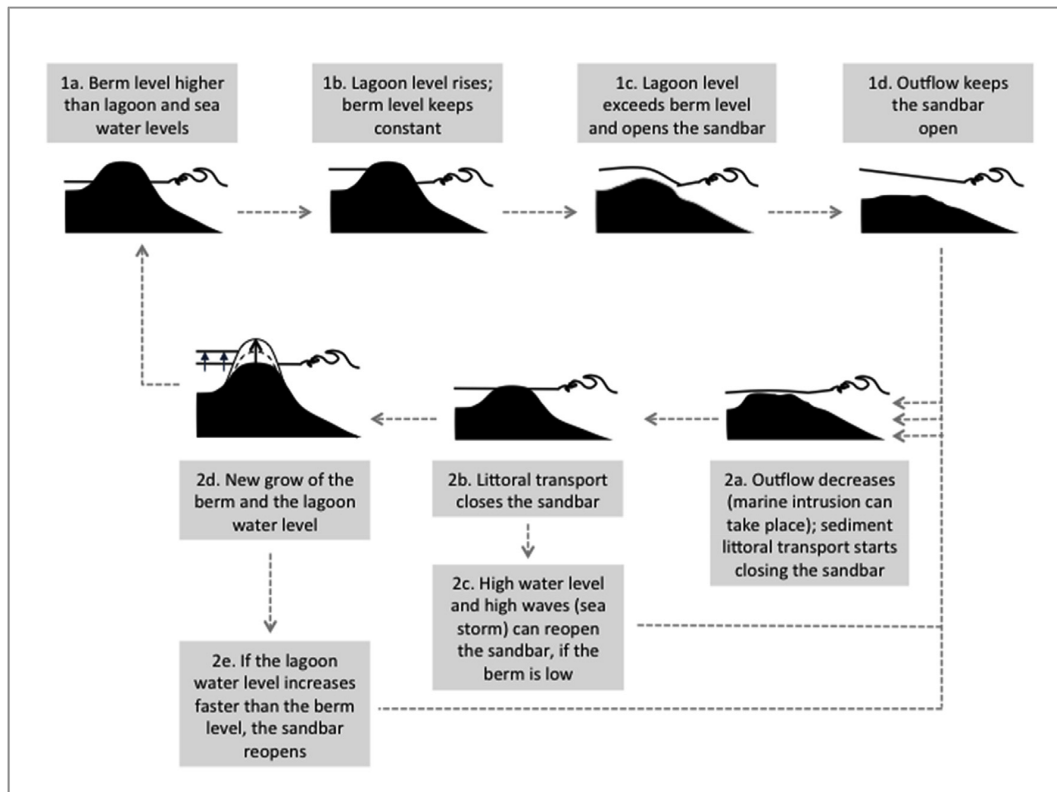 1a. Berm level higher
than lagoon and sea
water levels
1b. Lagoon level rises;
berm level keeps
constant
1c. Lagoon level
exceeds berm level
and opens the sandbar
1d. Outflow keeps
the sandbar
open
2d. New grow of the
berm and the lagoon
water level
2b. Littoral transport
closes the sandbar
2a. Outflow decreases
(marine intrusion can
take place); sediment
littoral transport starts
closing the sandbar
2c. High water level
and high waves (sea
storm) can reopen
the sandbar, if the
berm is low
2e. If the lagoon
water level increases
faster than the berm
level, the sandbar
reopens